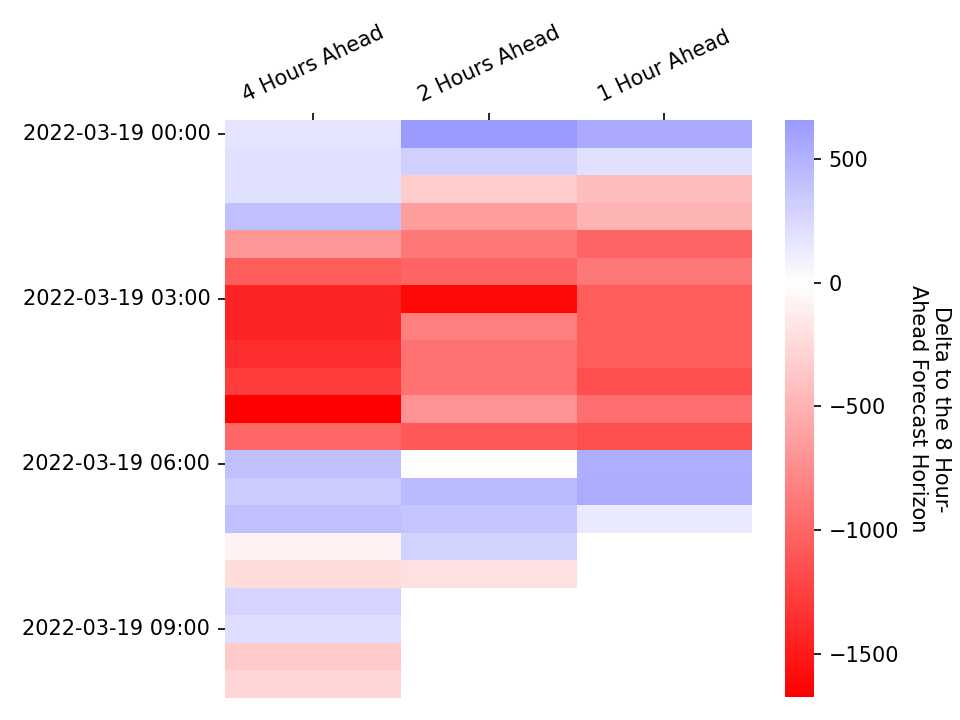 4 Hours Ahead
2 Hours Ahead
1 Hour Ahead
2022-03-19 00:00
2022-03-19 03:00
2022-03-19 06:00
2022-03-19 09:00
500
0
−500
−1000
−1500
Delta to the 8 Hour-
Ahead Forecast Horizon